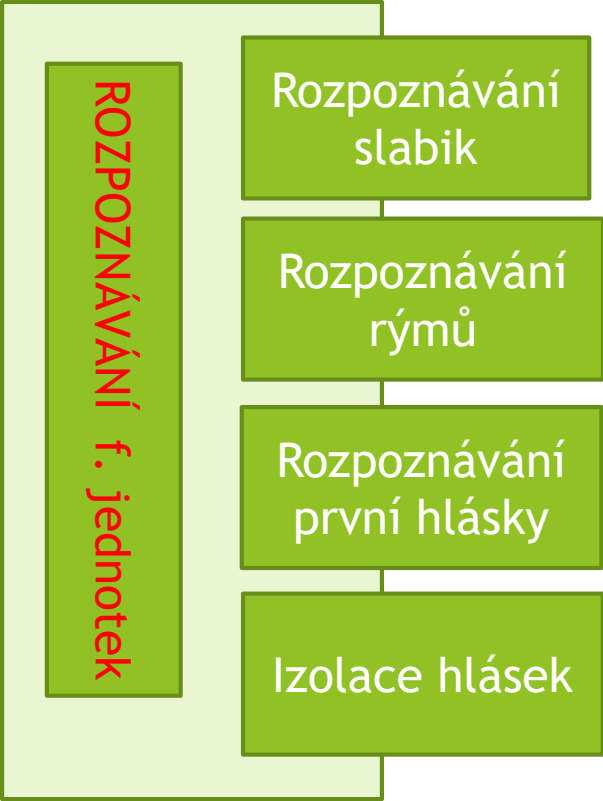 ROZPOZNÁVÁNÍ f. jednotek
Rozpoznávání
slabik
Rozpoznávání
rýmů
Rozpoznávání
první hlásky
Izolace hlásek